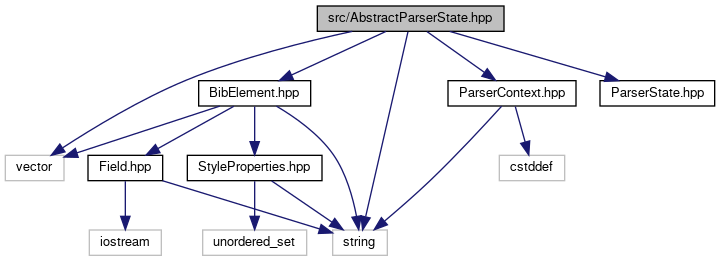 src/AbstractParserState.hpp
BibElement.hpp
ParserContext.hpp
ParserState.hpp
vector
Field.hpp
StyleProperties.hpp
cstddef
iostream
unordered_set
string